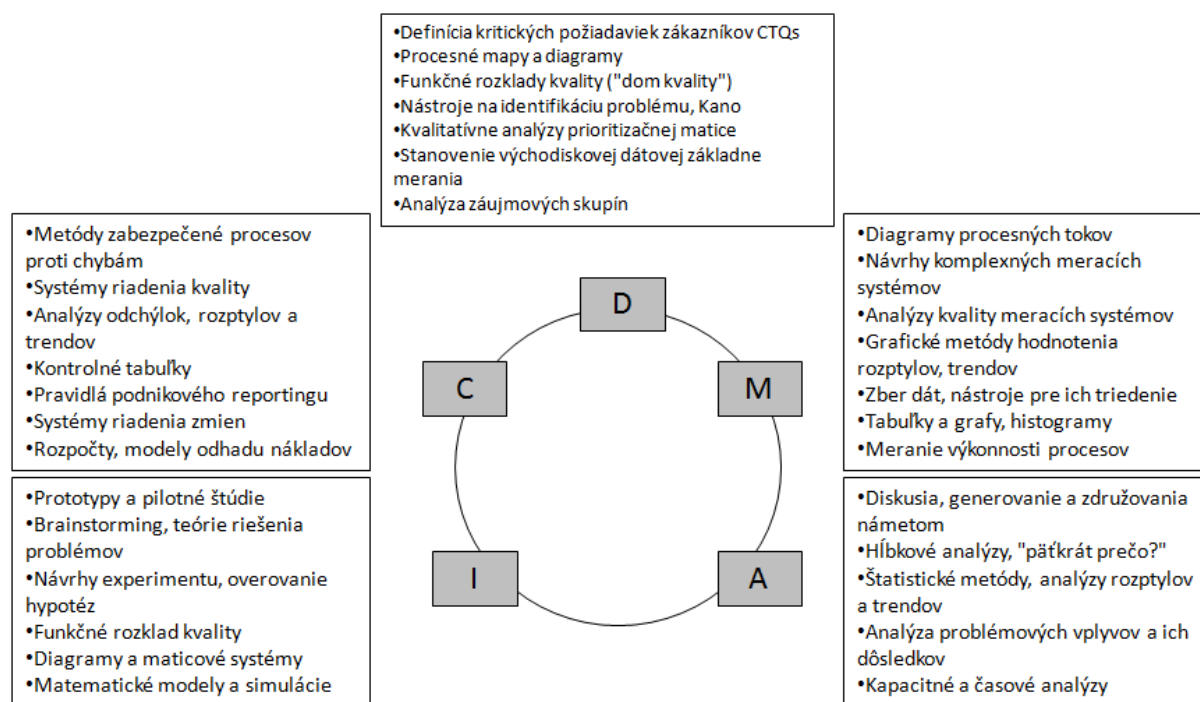 •Definícia kritických požiadaviek zákazníkov CTQs
•Procesné mapy a diagramy
•Funkčné rozklady kvality ("dom kvality")
•Nástroje na identifikáciu problému, Kano
•Kvalitatívne analýzy prioritizačnej matice
•Stanovenie východiskovej dátovej základne
merania
•Analýza záujmových skupín
•Metódy zabezpečené procesov
proti chybám
•Systémy riadenia kvality
•Analýzy odchýlok, rozptylov a
trendov
•Kontrolné tabuľky
•Pravidlá podnikového reportingu
•Systémy riadenia zmien
•Rozpočty, modely odhadu nákladov
•Diagramy procesných tokov
•Návrhy komplexných meracích
systémov
•Analýzy kvality meracích systémov
•Grafické metódy hodnotenia
rozptylov, trendov
•Zber dát, nástroje pre ich triedenie
•Tabuľky a grafy, histogramy
•Meranie výkonnosti procesov
D
C
M
I
A
•Prototypy a pilotné štúdie
•Brainstorming, teórie riešenia
problémov
•Návrhy experimentu, overovanie
hypotéz
•Funkčné rozklad kvality
•Diagramy a maticové systémy
•Matematické modely a simulácie
•Diskusia, generovanie a združovania
námetom
•Hĺbkové analýzy, "päťkrát prečo?"
•Štatistické metódy, analýzy rozptylov
a trendov
•Analýza problémových vplyvov a ich
dôsledkov
•Kapacitné a časové analýzy